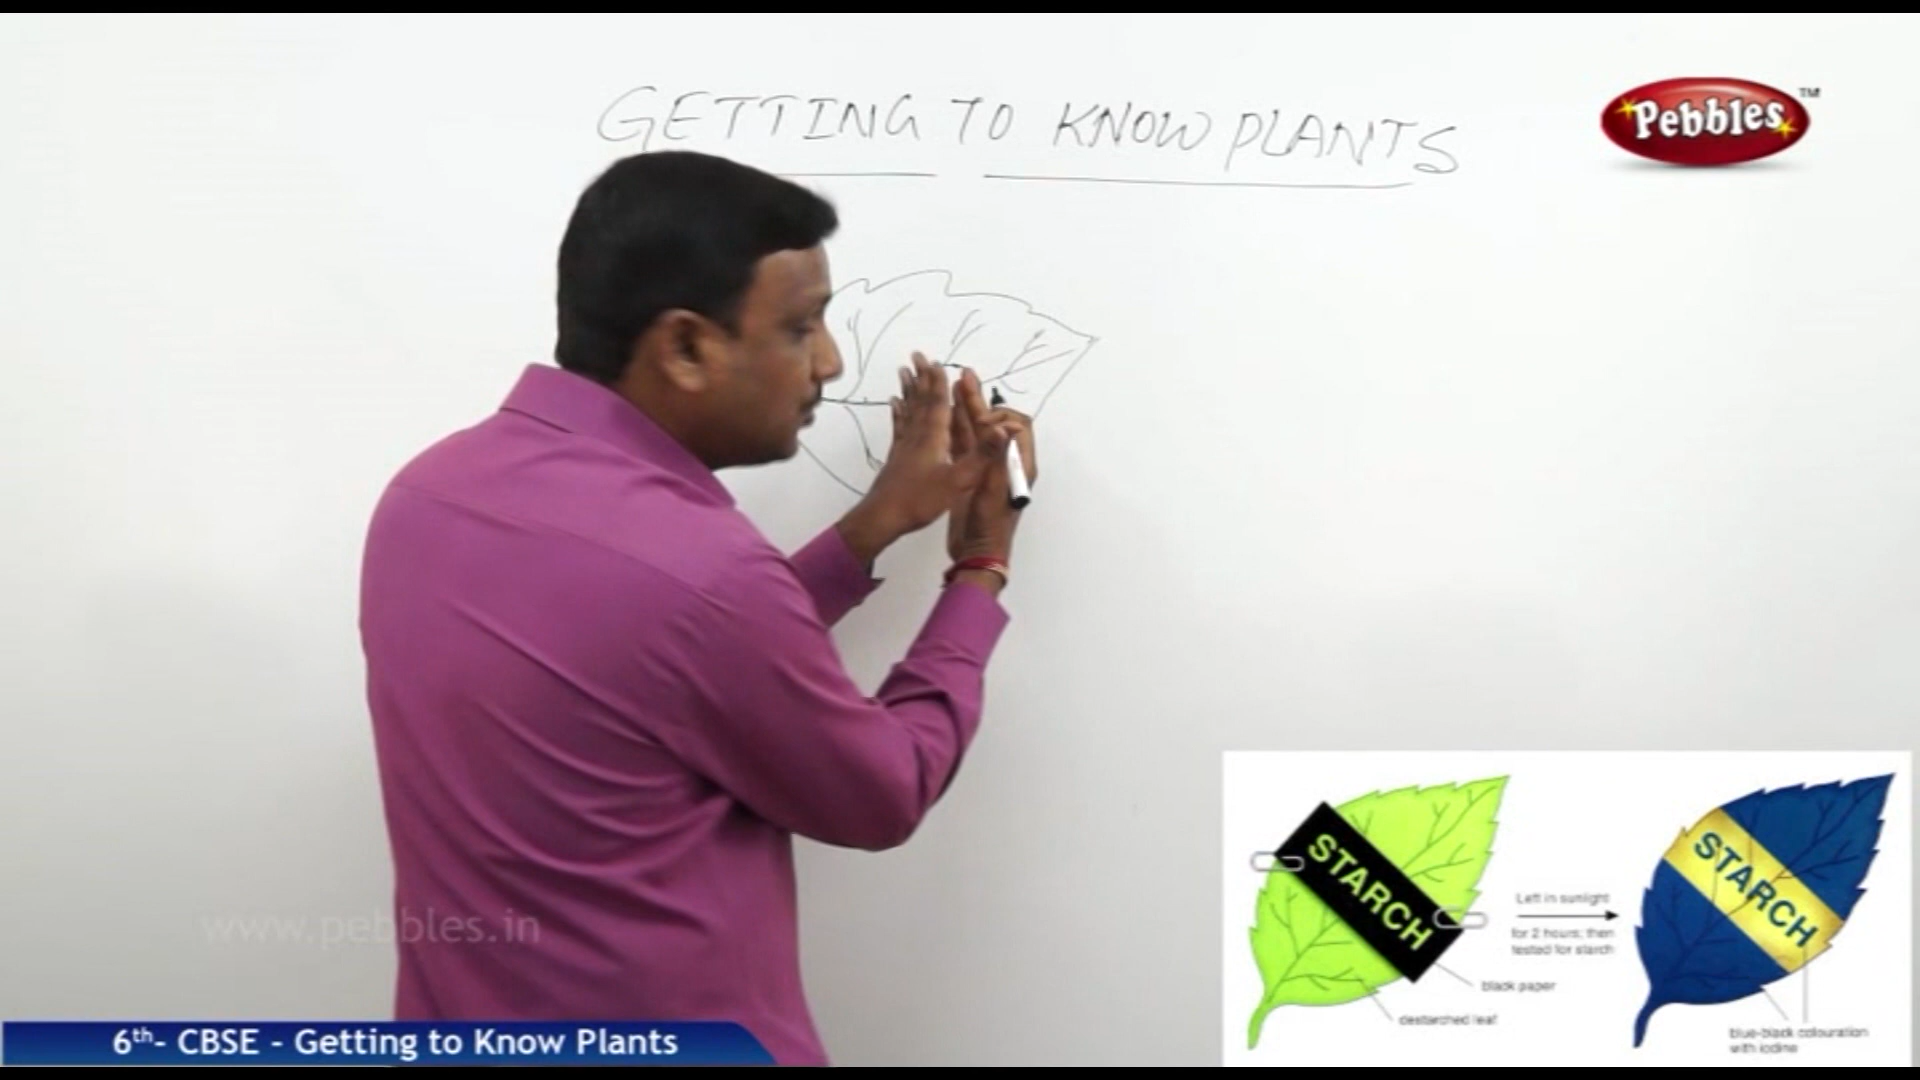 GETTING TO KNOW PLANTS
Pebbles TM
STARCH
STARCH
Left in sunlight
for 2 hours; then
tested for starch
black paper
destarched leaf
blue-black colouration
with iodine
www.pebbles.in
6th- CBSE - Getting to Know Plants